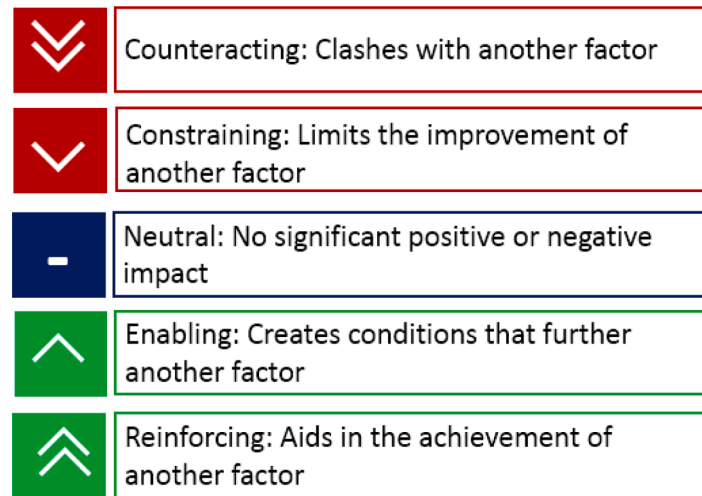 Counteracting: Clashes with another factor
Constraining: Limits the improvement of
another factor
-
Neutral: No significant positive or negative
impact
Enabling: Creates conditions that further
another factor
Reinforcing: Aids in the achievement of
another factor